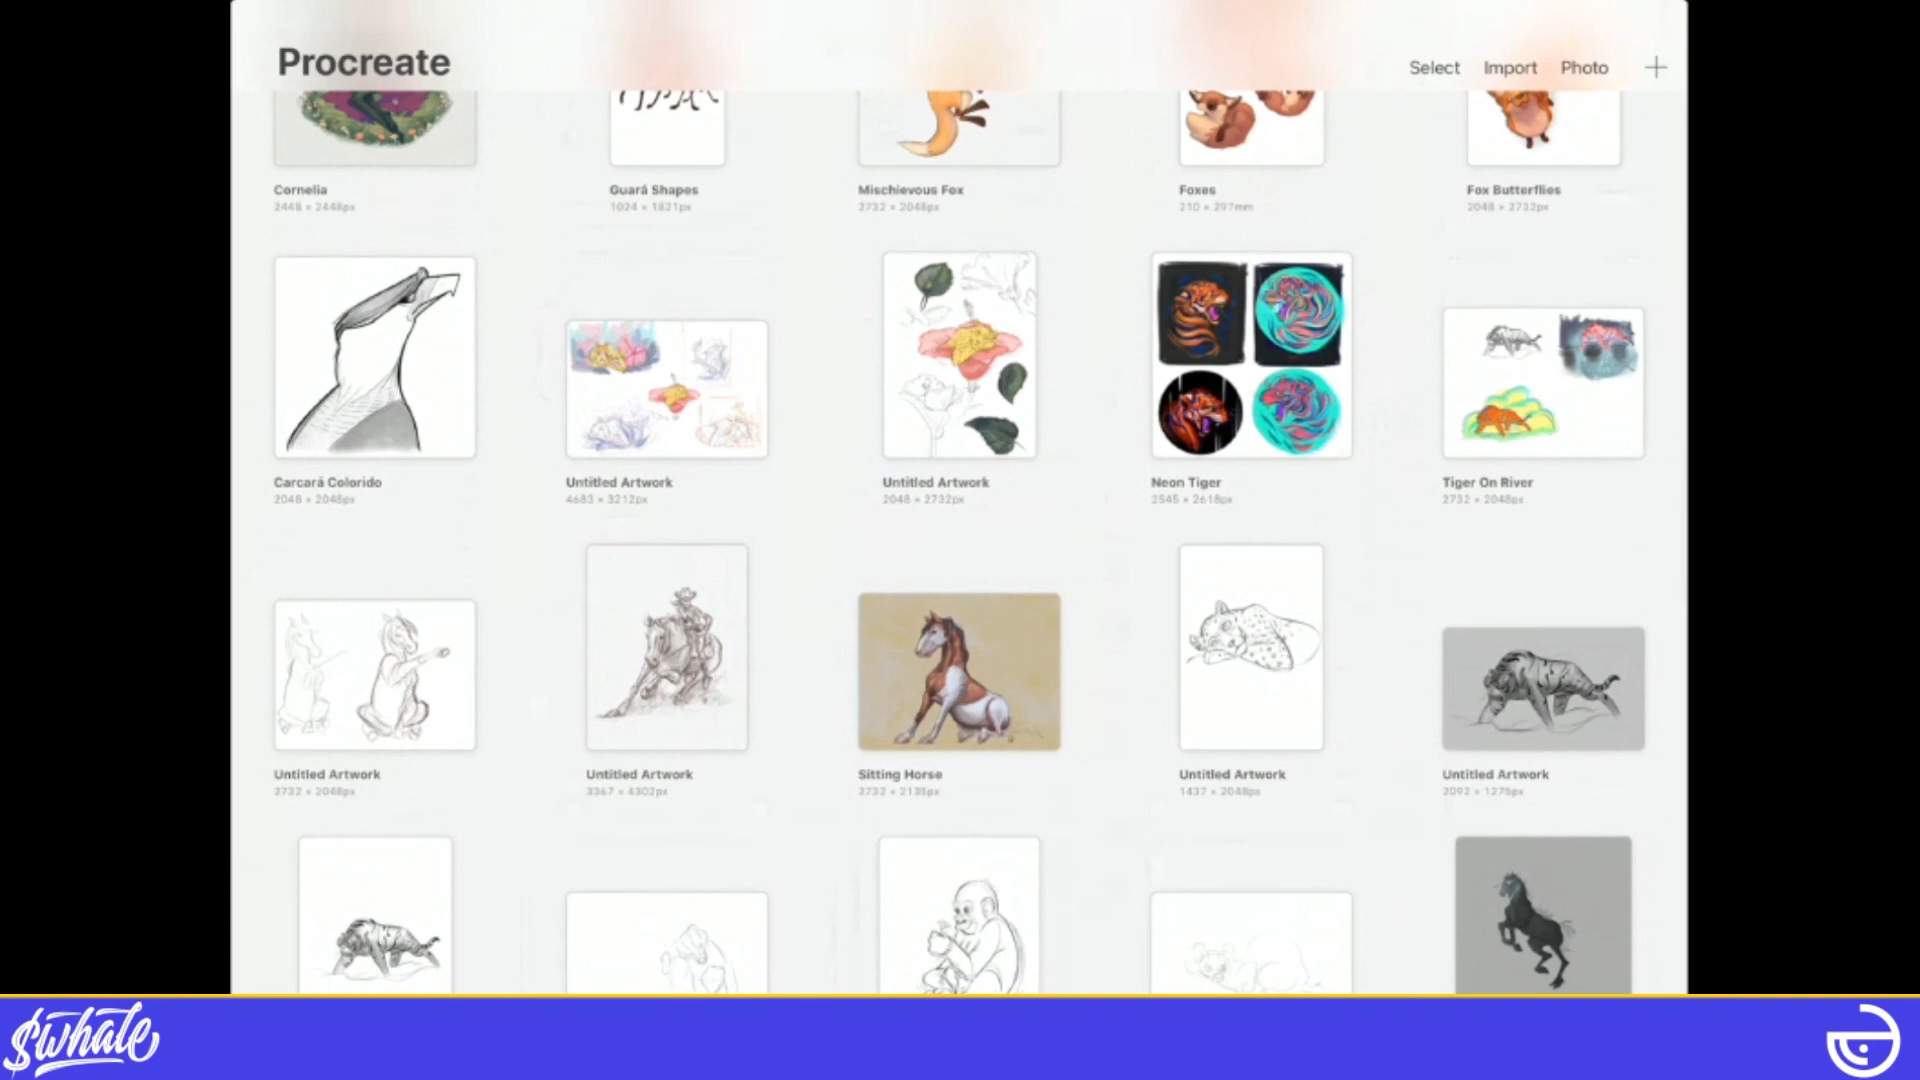 Procreate
Select Import Photo
Cornelia
2448 × 2448px
Guará Shapes
1024 × 1821px
Mischievous Fox
2732 × 2048px
Foxes
210 × 297mm
Fox Butterflies
2048 × 2732px
Carcará Colorido
2048 × 2048px
Untitled Artwork
4683 × 3212px
Untitled Artwork
2048 × 2732px
Neon Tiger
2545 × 2618px
Tiger On River
2732 × 2048px
Untitled Artwork
2732 × 2048px
Untitled Artwork
3367 × 4302px
Sitting Horse
2732 × 2135px
Untitled Artwork
1437 × 2048px
Untitled Artwork
2092 × 1275px
$whale